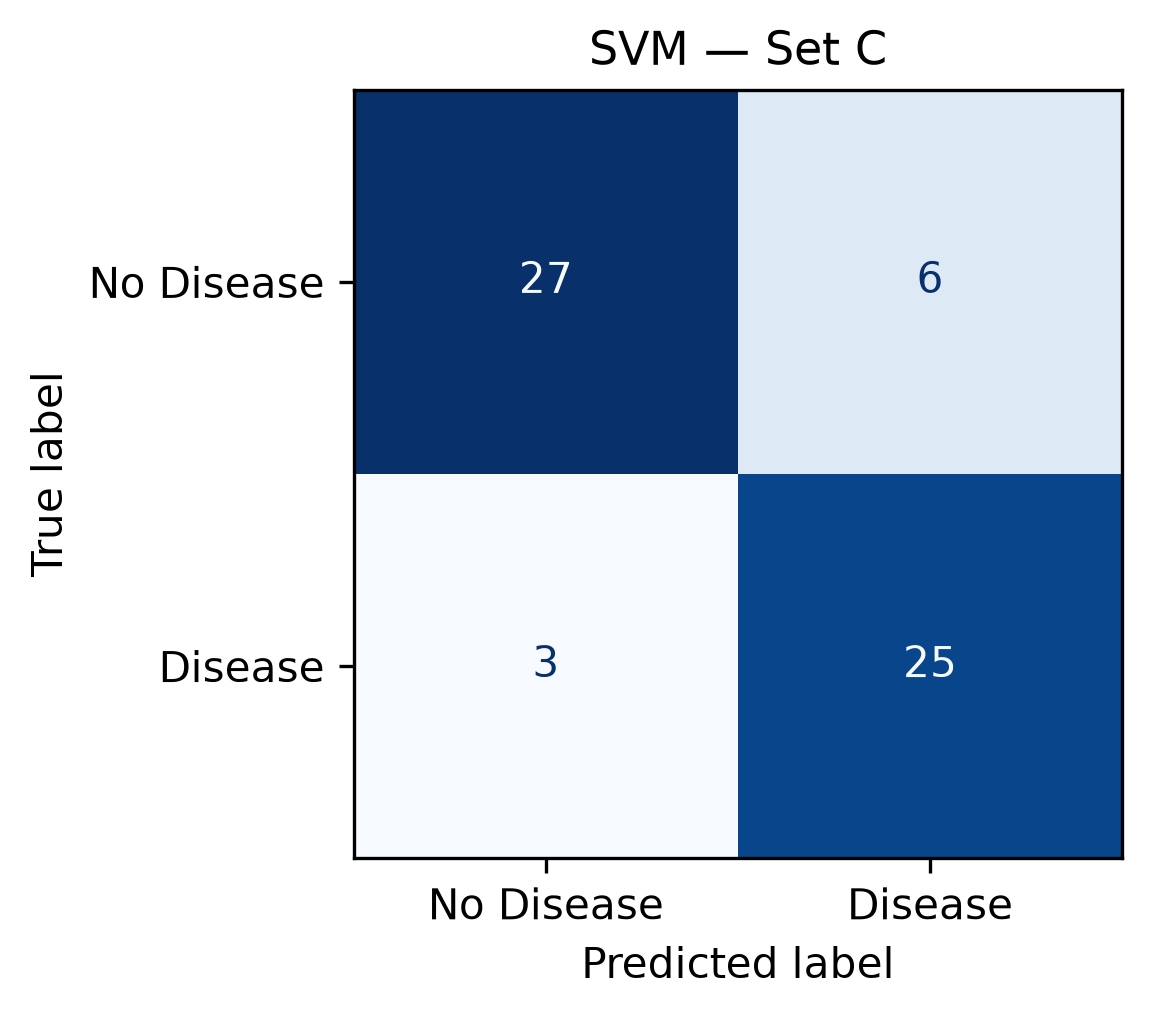 SVM — Set C
No Disease
27
6
True label
Disease
3
25
No Disease
Disease
Predicted label